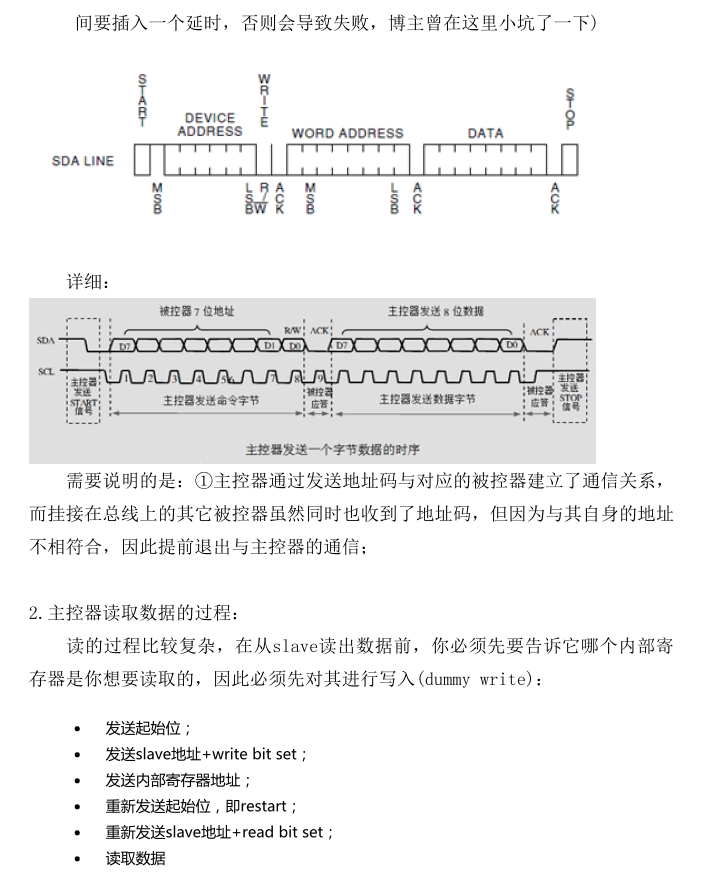 间要插入一个延时，否则会导致失败，博主曾在这里小坑了一下)
START
WRITE
STOP
DEVICE
ADDRESS
WORD ADDRESS
DATA
SDA LINE
MSB
LSB
R/W
ACK
MSB
LSB
ACK
ACK
详细：
被控器 7 位地址
主控器发送 8 位数据
R/W
ACK
ACK
SDA
D7
D1
D0
D7
D0
SCL
1
2
3
4
5
6
7
8
9
主控器
发送
START
信号
主控器发送命令字节
被控器
应答
主控器发送数据字节
被控器
应答
主控器
发送
STOP
信号
主控器发送一个字节数据的时序
需要说明的是：①主控器通过发送地址码与对应的被控器建立了通信关系，
而挂接在总线上的其它被控器虽然同时也收到了地址码，但因为与其自身的地址
不相符合，因此提前退出与主控器的通信；
2.主控器读取数据的过程：
读的过程比较复杂，在从slave读出数据前，你必须先要告诉它哪个内部寄
存器是你想要读取的，因此必须先对其进行写入(dummy write)：
• 发送起始位；
• 发送slave地址+write bit set；
• 发送内部寄存器地址；
• 重新发送起始位，即restart；
• 重新发送slave地址+read bit set；
• 读取数据